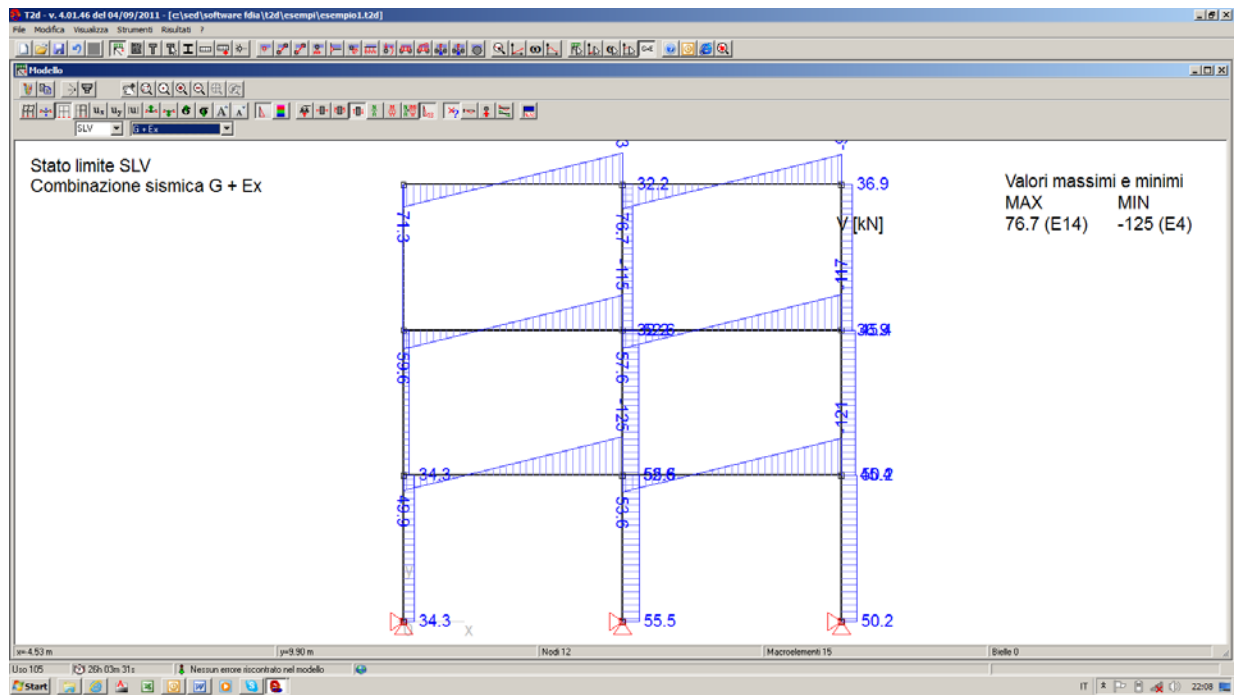 T2d - v. 4.01.46 del 04/09/2011 - [c:\sed\software fdia\t2d\esempi\esempio1.t2d]
File Modifica Visualizza Strumenti Risultati ?
Modello
SLV G + Ex
Stato limite SLV
Combinazione sismica G + Ex
Valori massimi e minimi
MAX MIN
76.7 (E14) -125 (E4)
V [kN]
32.2 36.9
71.3 76.7
-115 -117
59.6 57.6
-125 -121
34.3
49.9 53.6
y
34.3 x 55.5 50.2
x=-4.53 m y=9.90 m Nodi 12 Macroelementi 15 Bielle 0
Uso 105 26h 03m 31s Nessun errore riscontrato nel modello
Start IT 22:08